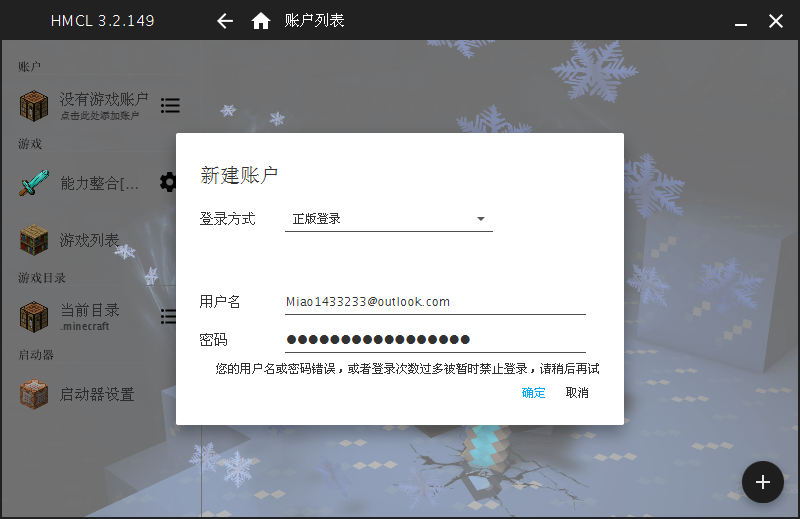 HMCL 3.2.149
账户列表
账户
没有游戏账户
点击此处添加账户
游戏
能力整合[...
游戏列表
游戏目录
当前目录
.minecraft
启动器
启动器设置
新建账户
登录方式 正版登录
用户名 Miao1433233@outlook.com
密码 ●●●●●●●●●●●●●●●●●
您的用户名或密码错误，或者登录次数过多被暂时禁止登录，请稍后再试
确定 取消